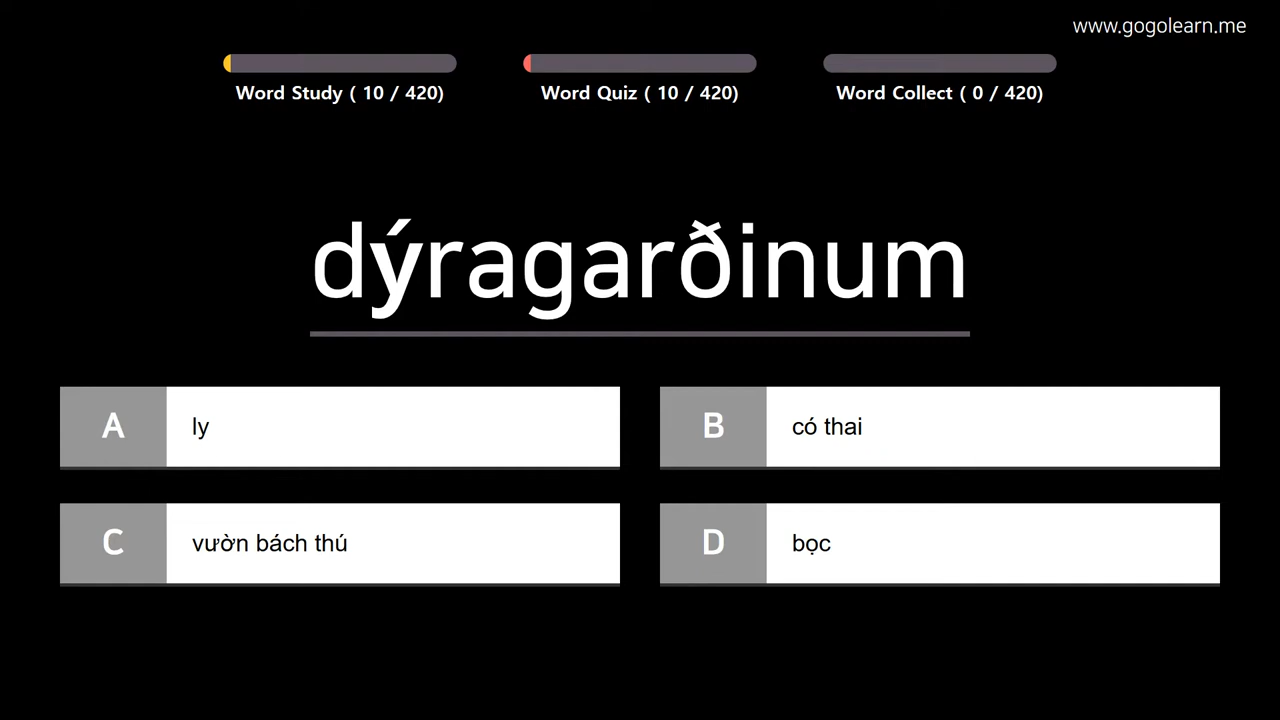 www.gogolearn.me
Word Study ( 10 / 420)
Word Quiz ( 10 / 420)
Word Collect ( 0 / 420)
dýragarðinum
A ly
B có thai
C vườn bách thú
D bọc